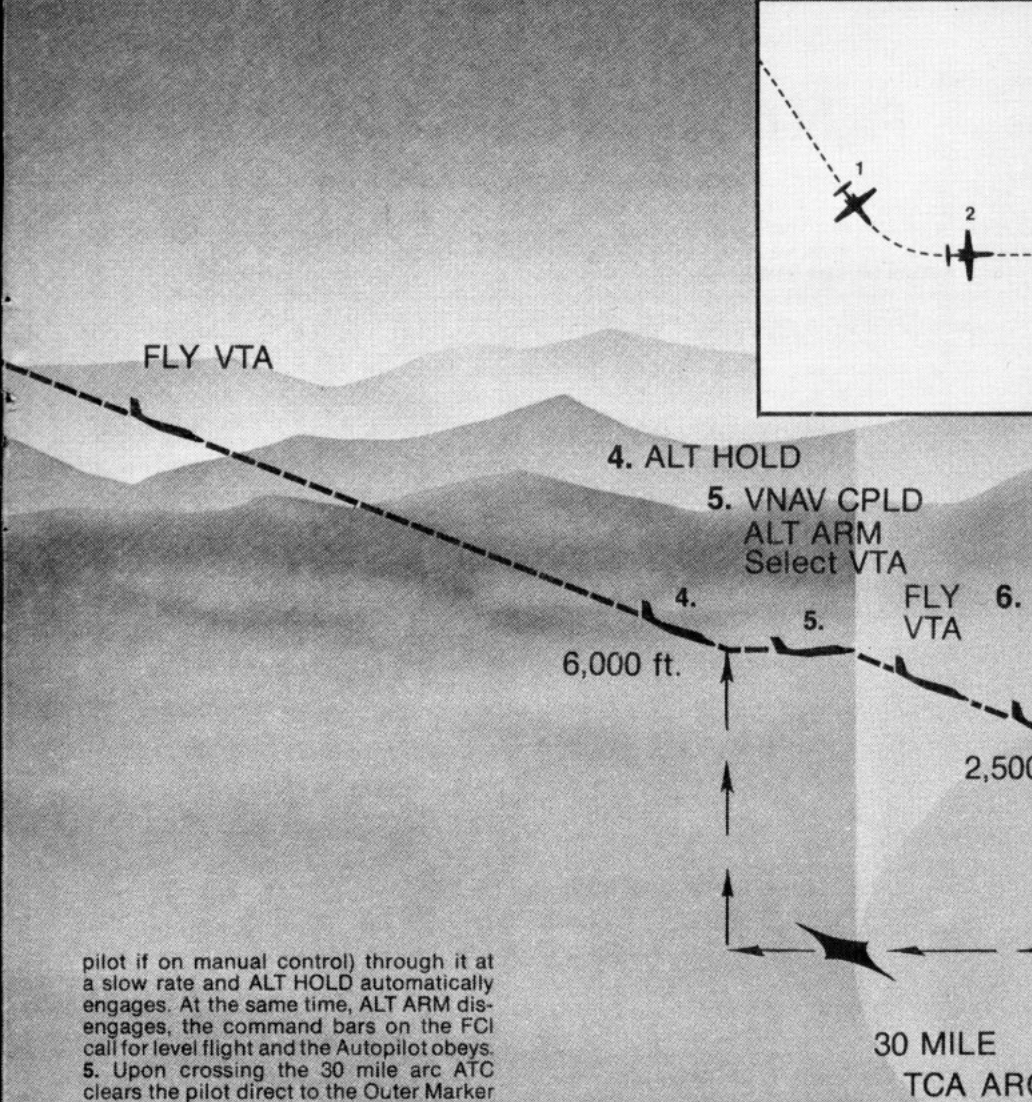 1
2
FLY VTA
4. ALT HOLD
5. VNAV CPLD
ALT ARM
Select VTA
FLY
VTA
6.
4.
5.
6,000 ft.
2,500
pilot if on manual control) through it at
a slow rate and ALT HOLD automatically
engages. At the same time, ALT ARM dis-
engages, the command bars on the FCI
call for level flight and the Autopilot obeys.
5. Upon crossing the 30 mile arc ATC
clears the pilot direct to the Outer Marker
30 MILE
TCA ARC